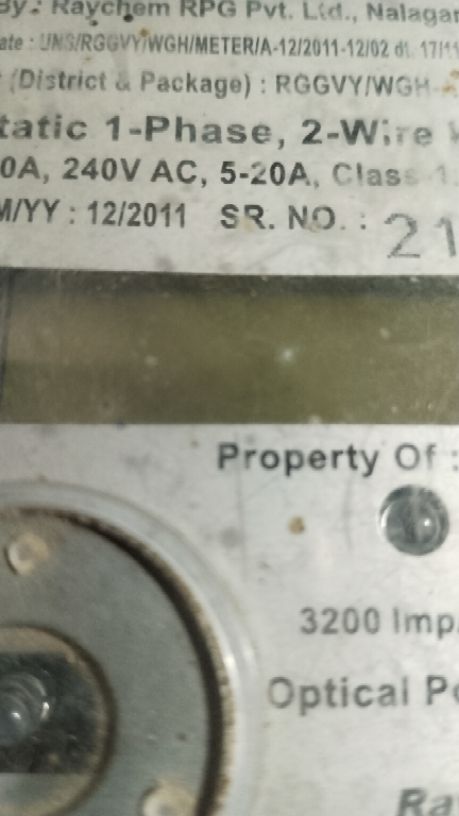 By: Raychem RPG Pvt. Ltd., Nalagar
ate : UNS/RGGVY/WGH/METER/A-12/2011-12/02 dt. 17/11
(District & Package) : RGGVY/WGH-
tatic 1-Phase, 2-Wire
0A, 240V AC, 5-20A, Class 1.
M/YY : 12/2011 SR. NO. : 21
Property Of :
3200 Imp
Optical Po
Ra